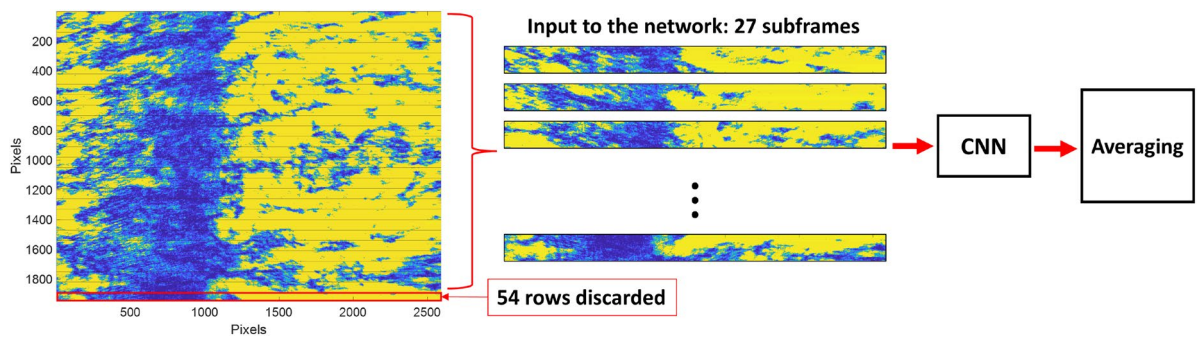 Input to the network: 27 subframes
200
400
600
800
1000
1200
1400
1600
1800
Pixels
500
1000
1500
2000
2500
Pixels
54 rows discarded
CNN
Averaging